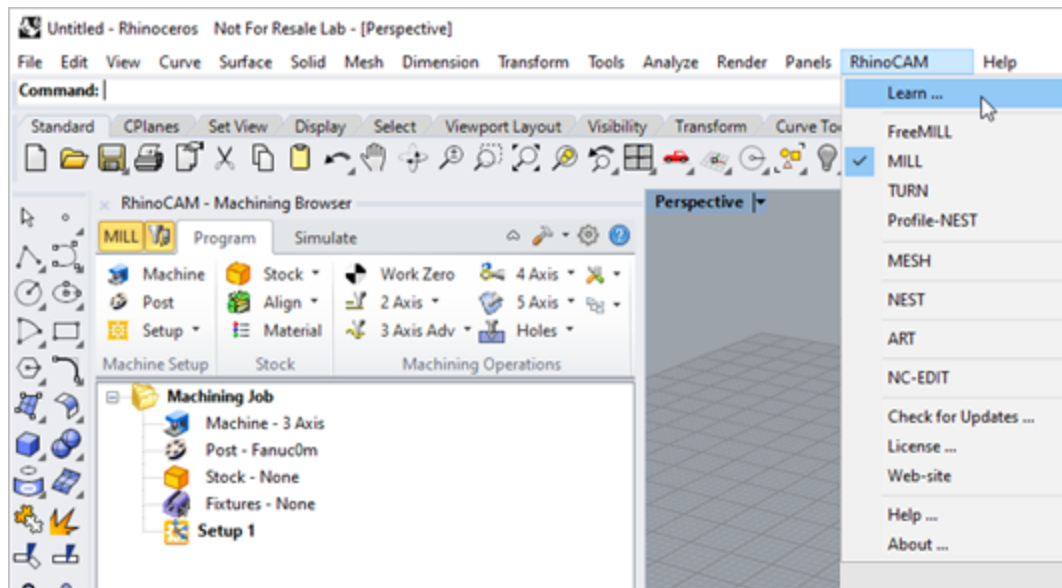 Untitled - Rhinoceros Not For Resale Lab - [Perspective]
File Edit View Curve Surface Solid Mesh Dimension Transform Tools Analyze Render Panels RhinoCAM Help
Command:
Standard CPlanes Set View Display Select Viewport Layout Visibility Transform Curve Too
RhinoCAM - Machining Browser
MILL Program Simulate
Machine Stock Work Zero 4 Axis
Post Align 2 Axis 5 Axis
Setup Material 3 Axis Adv Holes
Machine Setup Stock Machining Operations
Machining Job
Machine - 3 Axis
Post - Fanuc0m
Stock - None
Fixtures - None
Setup 1
Perspective
Learn ...
FreeMILL
MILL
TURN
Profile-NEST
MESH
NEST
ART
NC-EDIT
Check for Updates ...
License ...
Web-site
Help ...
About ...